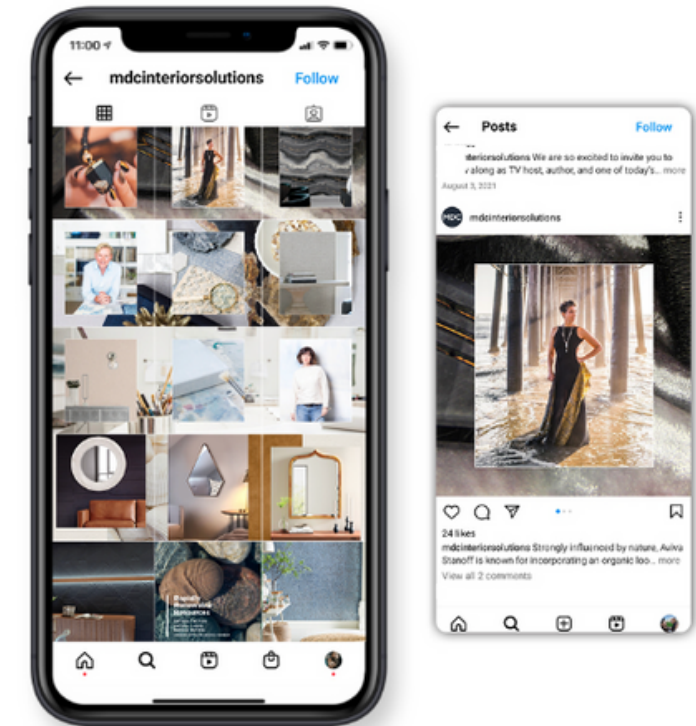 11:00
mdcinteriorsolutions Follow
Posts Follow
teriorsolutions We are so excited to invite you to
along as TV host, author, and one of today's... more
August 3, 2021
MDC mdcinteriorsolutions
24 likes
mdcinteriorsolutions Strongly influenced by nature, Aviva
Stanoff is known for incorporating an organic loo... more
View all 2 comments